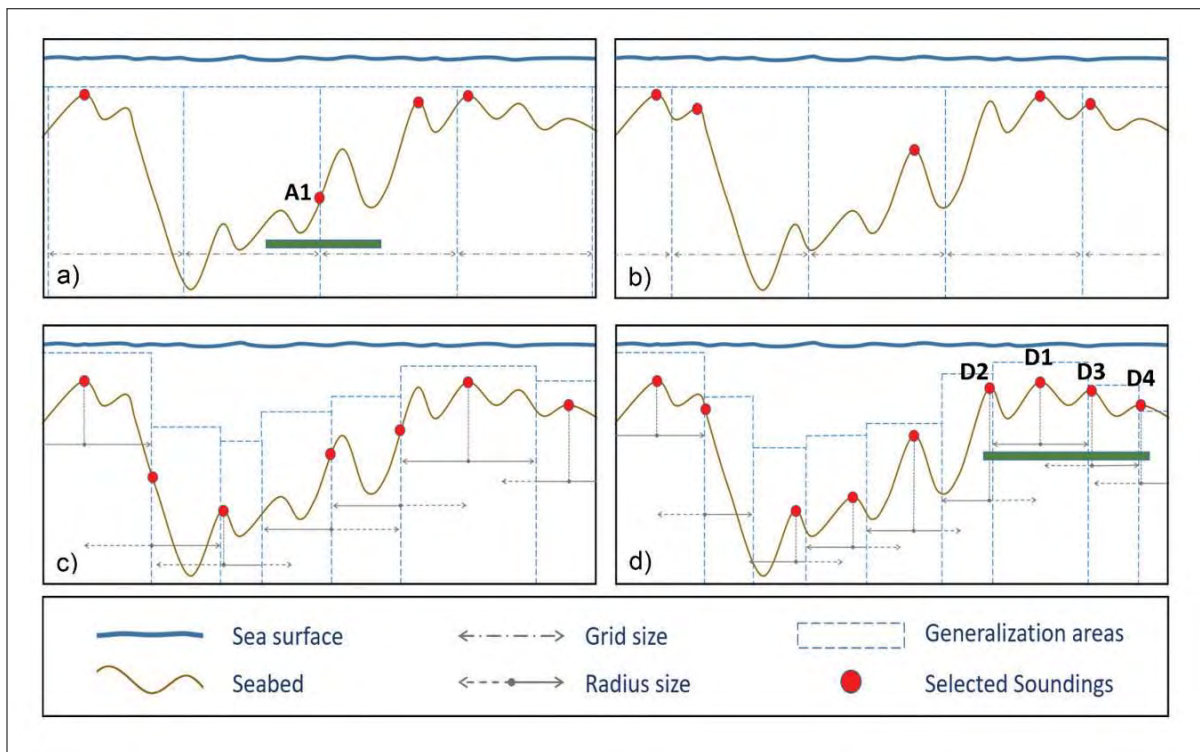 A1
a)
b)
D2 D1 D3 D4
c)
d)
Sea surface Grid size Generalization areas
Seabed Radius size Selected Soundings